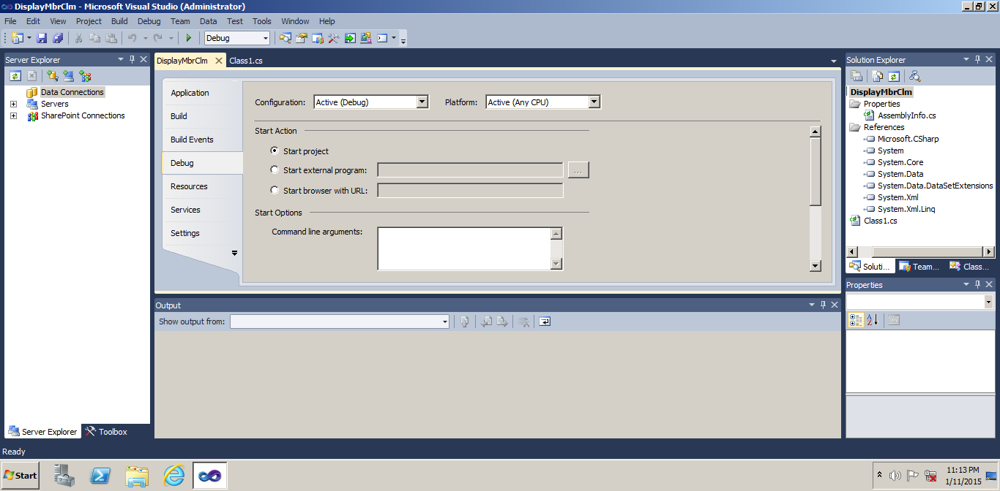 DisplayMbrClm - Microsoft Visual Studio (Administrator)
File Edit View Project Build Debug Team Data Test Tools Window Help
Debug
Server Explorer
Data Connections
Servers
SharePoint Connections
Server Explorer Toolbox
DisplayMbrClm Class1.cs
Application
Build
Build Events
Debug
Resources
Services
Settings
Configuration: Active (Debug) Platform: Active (Any CPU)
Start Action
Start project
Start external program: ...
Start browser with URL:
Start Options
Command line arguments:
Output
Show output from:
Solution Explorer
DisplayMbrClm
Properties
AssemblyInfo.cs
References
Microsoft.CSharp
System
System.Core
System.Data
System.Data.DataSetExtensions
System.Xml
System.Xml.Linq
Class1.cs
Soluti... Team... Class...
Properties
Ready
Start
11:13 PM
1/11/2015